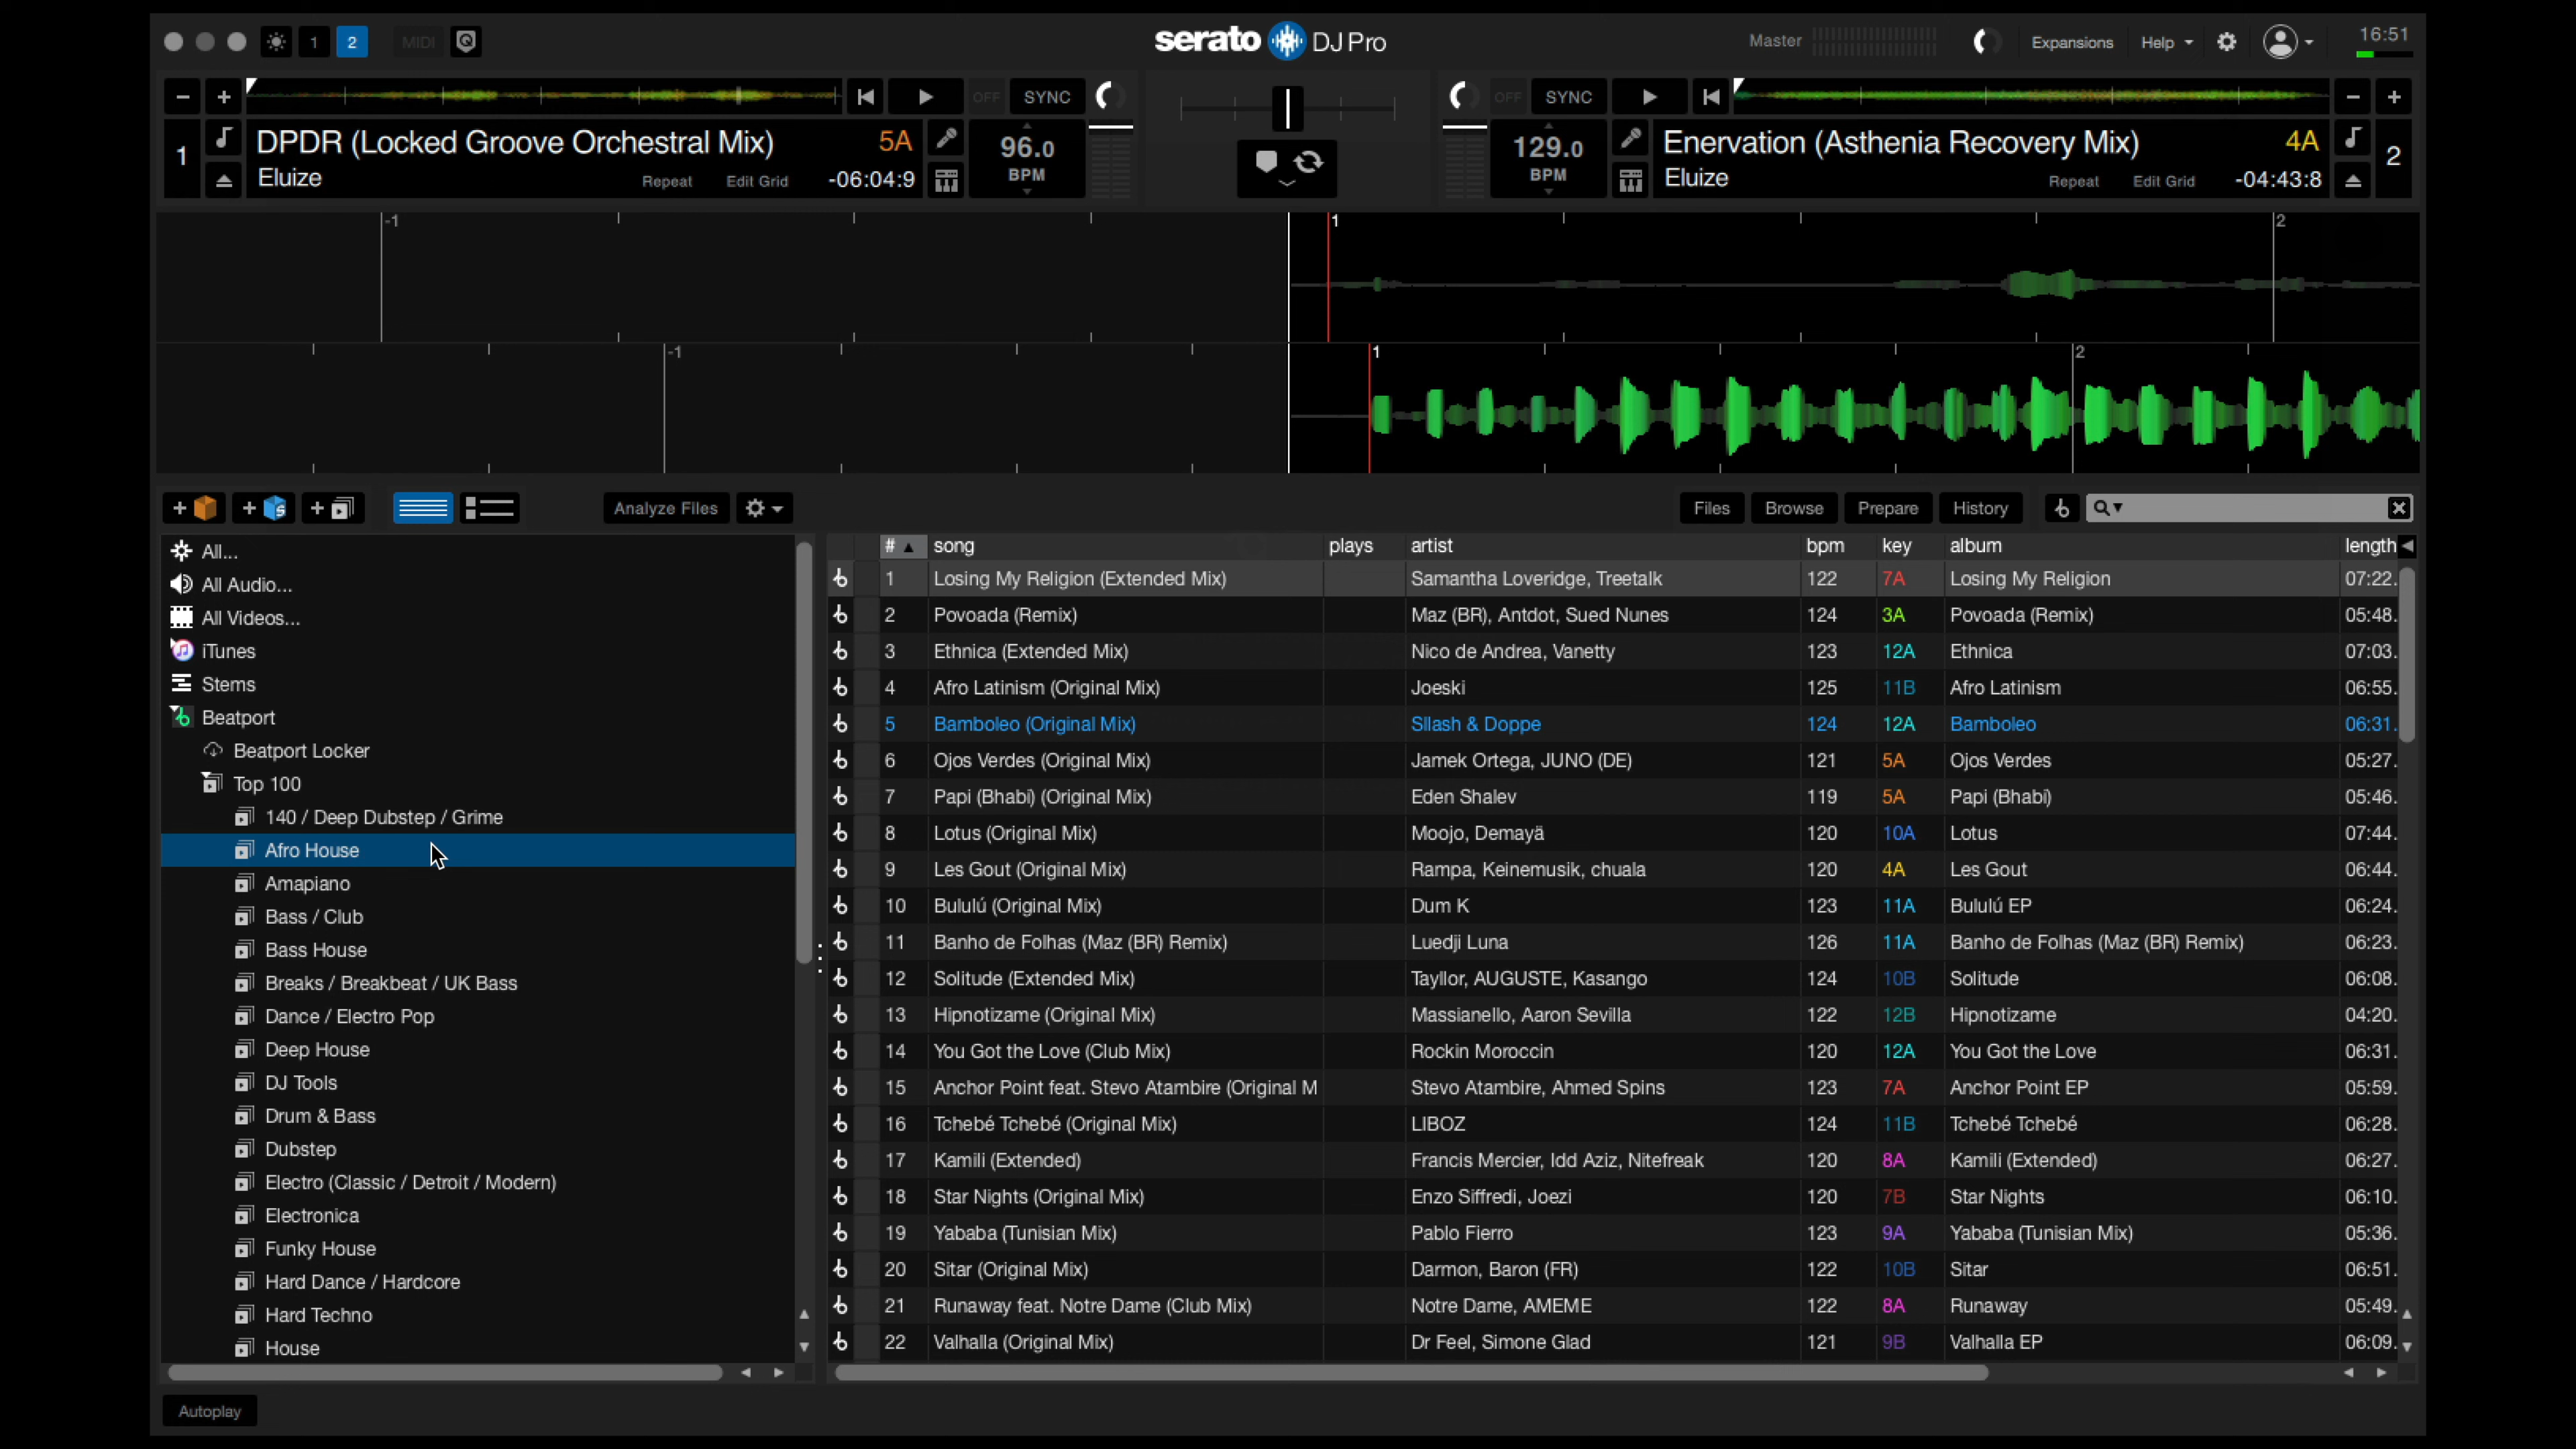 1 2 MIDI serato DJ Pro Master Expansions Help 16:51
OFF SYNC OFF SYNC
1 DPDR (Locked Groove Orchestral Mix) 5A 96.0 129.0 Enervation (Asthenia Recovery Mix) 4A 2
Eluize Repeat Edit Grid -06:04:9 BPM BPM Eluize Repeat Edit Grid -04:43:8
-1 1 2
-1 1 2
Analyze Files Files Browse Prepare History
All...
All Audio...
All Videos...
iTunes
Stems
Beatport
Beatport Locker
Top 100
140 / Deep Dubstep / Grime
Afro House
Amapiano
Bass / Club
Bass House
Breaks / Breakbeat / UK Bass
Dance / Electro Pop
Deep House
DJ Tools
Drum & Bass
Dubstep
Electro (Classic / Detroit / Modern)
Electronica
Funky House
Hard Dance / Hardcore
Hard Techno
House
# song plays artist bpm key album length
1 Losing My Religion (Extended Mix) Samantha Loveridge, Treetalk 122 7A Losing My Religion 07:22.
2 Povoada (Remix) Maz (BR), Antdot, Sued Nunes 124 3A Povoada (Remix) 05:48.
3 Ethnica (Extended Mix) Nico de Andrea, Vanetty 123 12A Ethnica 07:03.
4 Afro Latinism (Original Mix) Joeski 125 11B Afro Latinism 06:55.
5 Bamboleo (Original Mix) Sllash & Doppe 124 12A Bamboleo 06:31.
6 Ojos Verdes (Original Mix) Jamek Ortega, JUNO (DE) 121 5A Ojos Verdes 05:27.
7 Papi (Bhabi) (Original Mix) Eden Shalev 119 5A Papi (Bhabi) 05:46.
8 Lotus (Original Mix) Moojo, Demayä 120 10A Lotus 07:44.
9 Les Gout (Original Mix) Rampa, Keinemusik, chuala 120 4A Les Gout 06:44.
10 Bululú (Original Mix) Dum K 123 11A Bululú EP 06:24.
11 Banho de Folhas (Maz (BR) Remix) Luedji Luna 126 11A Banho de Folhas (Maz (BR) Remix) 06:23.
12 Solitude (Extended Mix) Tayllor, AUGUSTE, Kasango 124 10B Solitude 06:08.
13 Hipnotizame (Original Mix) Massianello, Aaron Sevilla 122 12B Hipnotizame 04:20.
14 You Got the Love (Club Mix) Rockin Moroccin 120 12A You Got the Love 06:31.
15 Anchor Point feat. Stevo Atambire (Original M Stevo Atambire, Ahmed Spins 123 7A Anchor Point EP 05:59.
16 Tchebé Tchebé (Original Mix) LIBOZ 124 11B Tchebé Tchebé 06:28.
17 Kamili (Extended) Francis Mercier, Idd Aziz, Nitefreak 120 8A Kamili (Extended) 06:27.
18 Star Nights (Original Mix) Enzo Siffredi, Joezi 120 7B Star Nights 06:10.
19 Yababa (Tunisian Mix) Pablo Fierro 123 9A Yababa (Tunisian Mix) 05:36.
20 Sitar (Original Mix) Darmon, Baron (FR) 122 10B Sitar 06:51.
21 Runaway feat. Notre Dame (Club Mix) Notre Dame, AMEME 122 8A Runaway 05:49.
22 Valhalla (Original Mix) Dr Feel, Simone Glad 121 9B Valhalla EP 06:09.
Autoplay